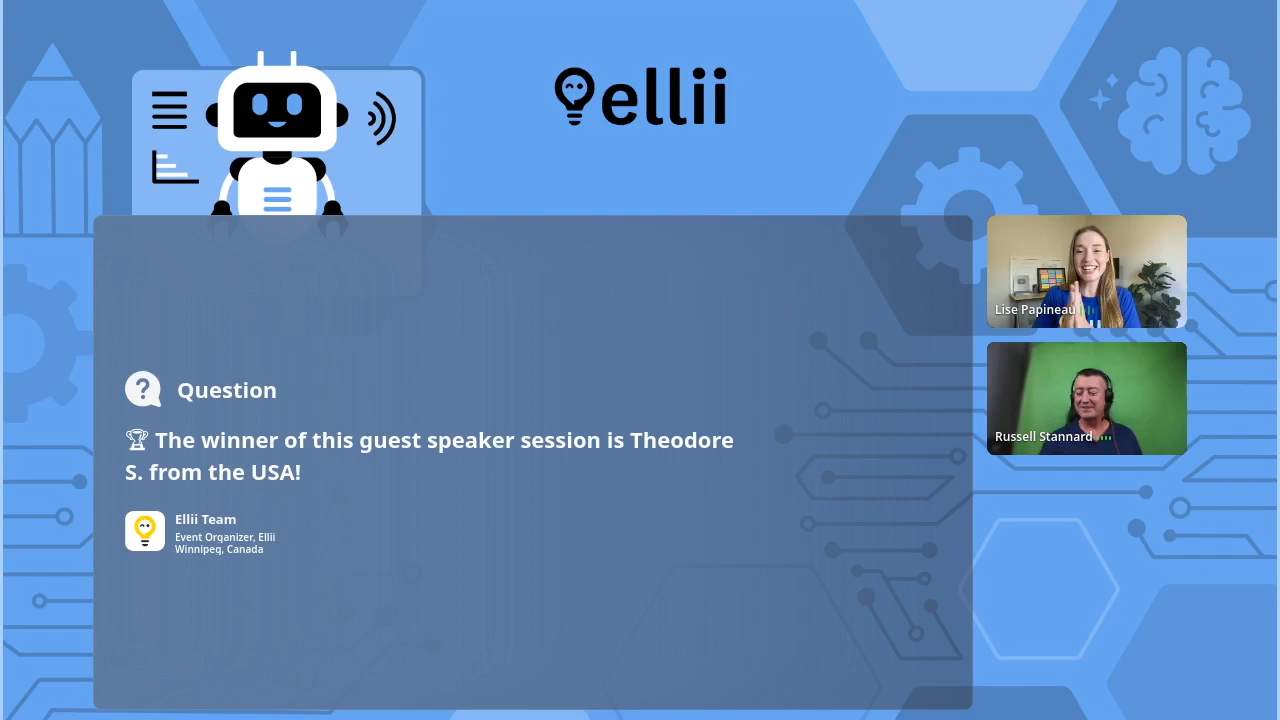 ellii
Question
🏆 The winner of this guest speaker session is Theodore
S. from the USA!
Ellii Team
Event Organizer, Ellii
Winnipeg, Canada
Lise Papineau
Russell Stannard